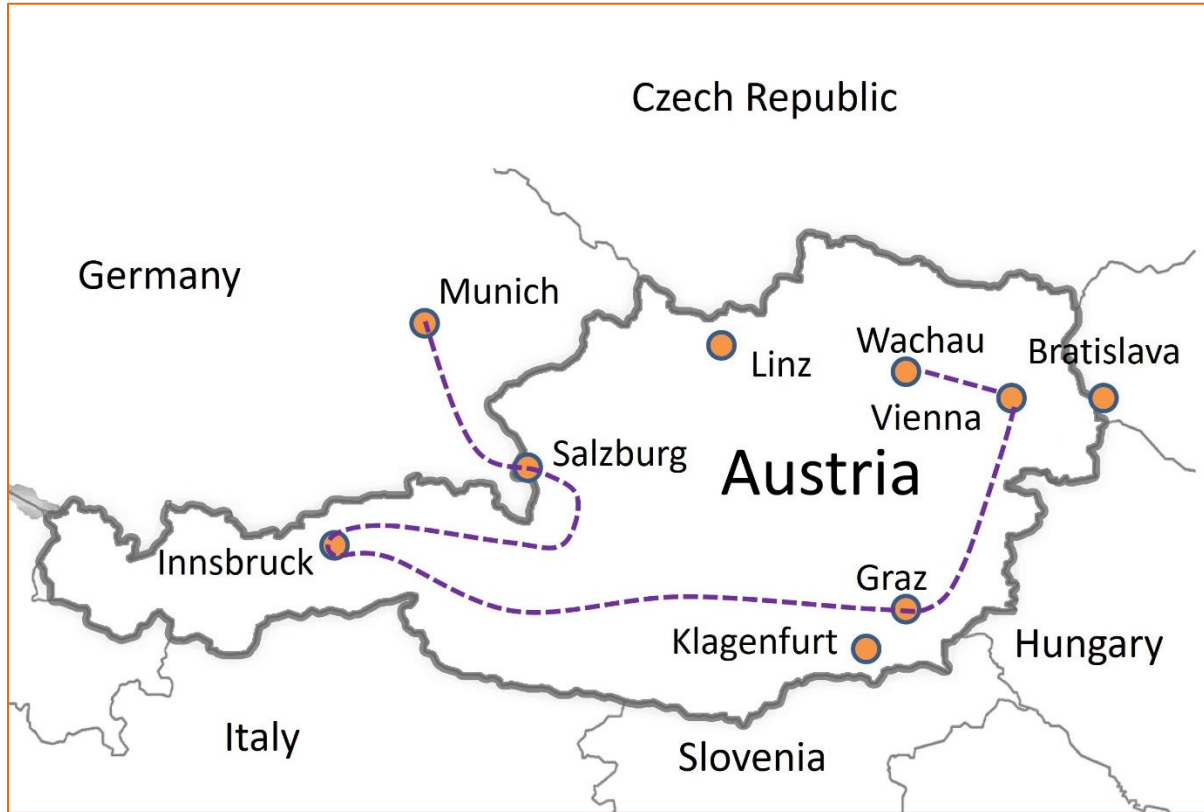 Czech Republic
Germany
Munich
Linz
Wachau
Bratislava
Vienna
Salzburg
Austria
Innsbruck
Graz
Klagenfurt
Hungary
Italy
Slovenia